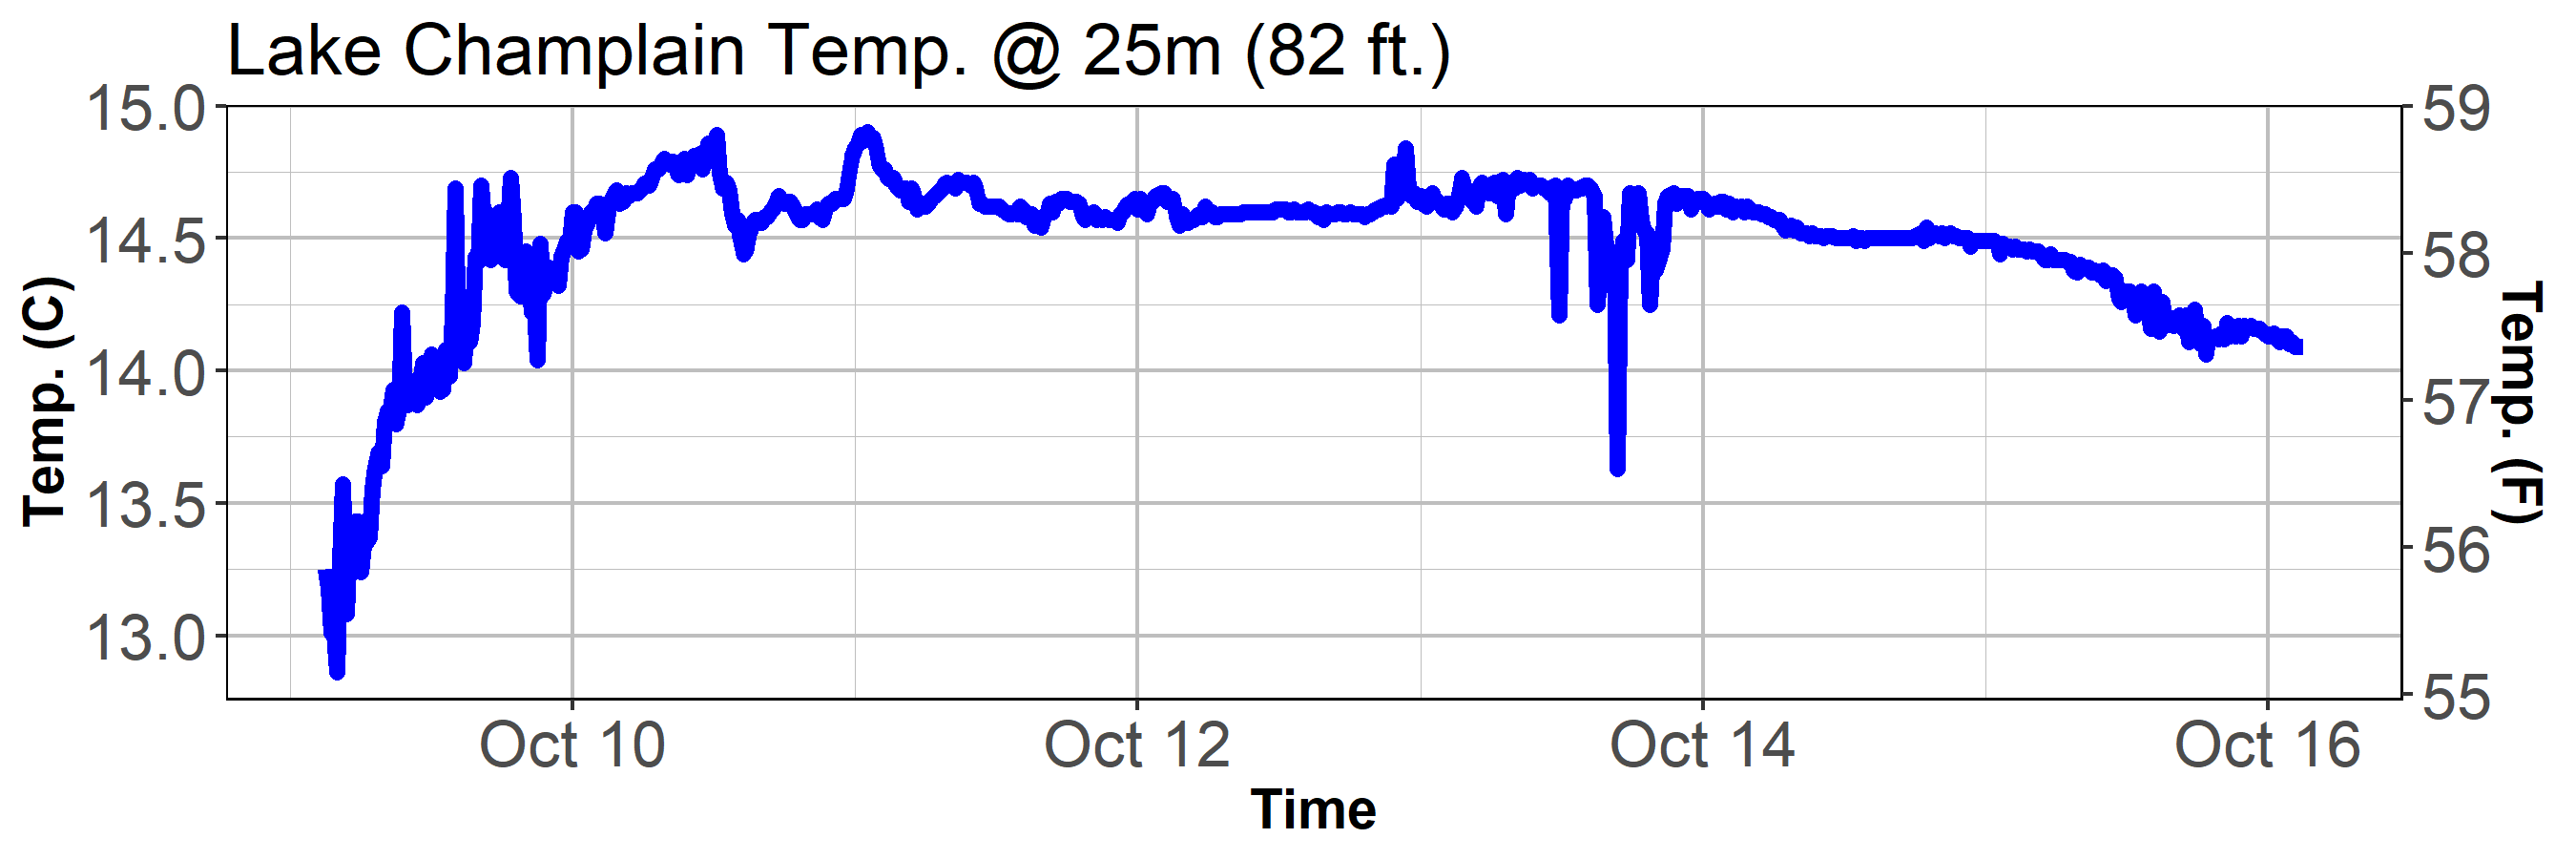 Lake Champlain Temp. @ 25m (82 ft.)
Temp. (C)
15.0
14.5
14.0
13.5
13.0
59
58
57
56
55
Temp. (F)
Oct 10
Oct 12
Oct 14
Oct 16
Time